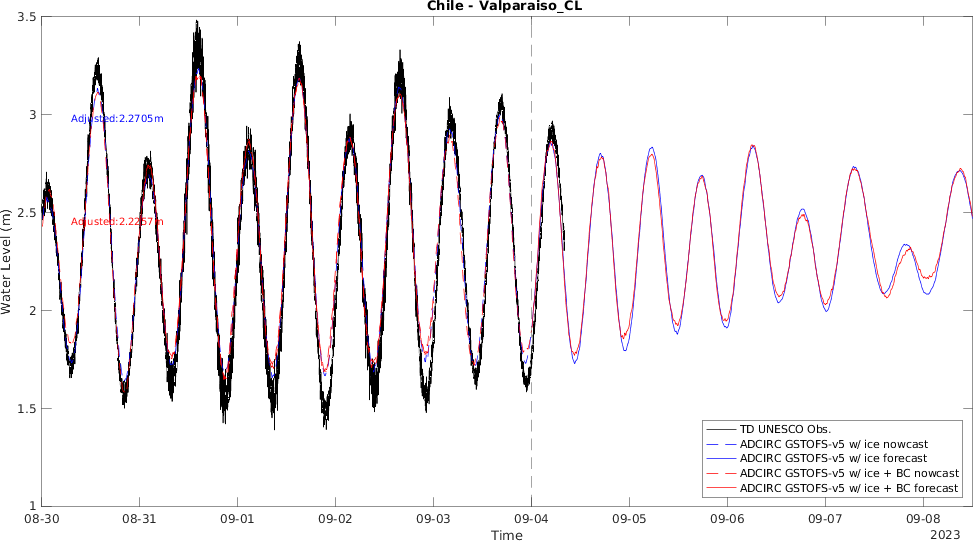 Chile - Valparaiso_CL
3.5
3
2.5
2
1.5
1
Water Level (m)
Adjusted:2.2705m
Adjusted:2.2257m
TD UNESCO Obs.
ADCIRC GSTOFS-v5 w/ ice nowcast
ADCIRC GSTOFS-v5 w/ ice forecast
ADCIRC GSTOFS-v5 w/ ice + BC nowcast
ADCIRC GSTOFS-v5 w/ ice + BC forecast
08-30 08-31 09-01 09-02 09-03 09-04 09-05 09-06 09-07 09-08
Time
2023